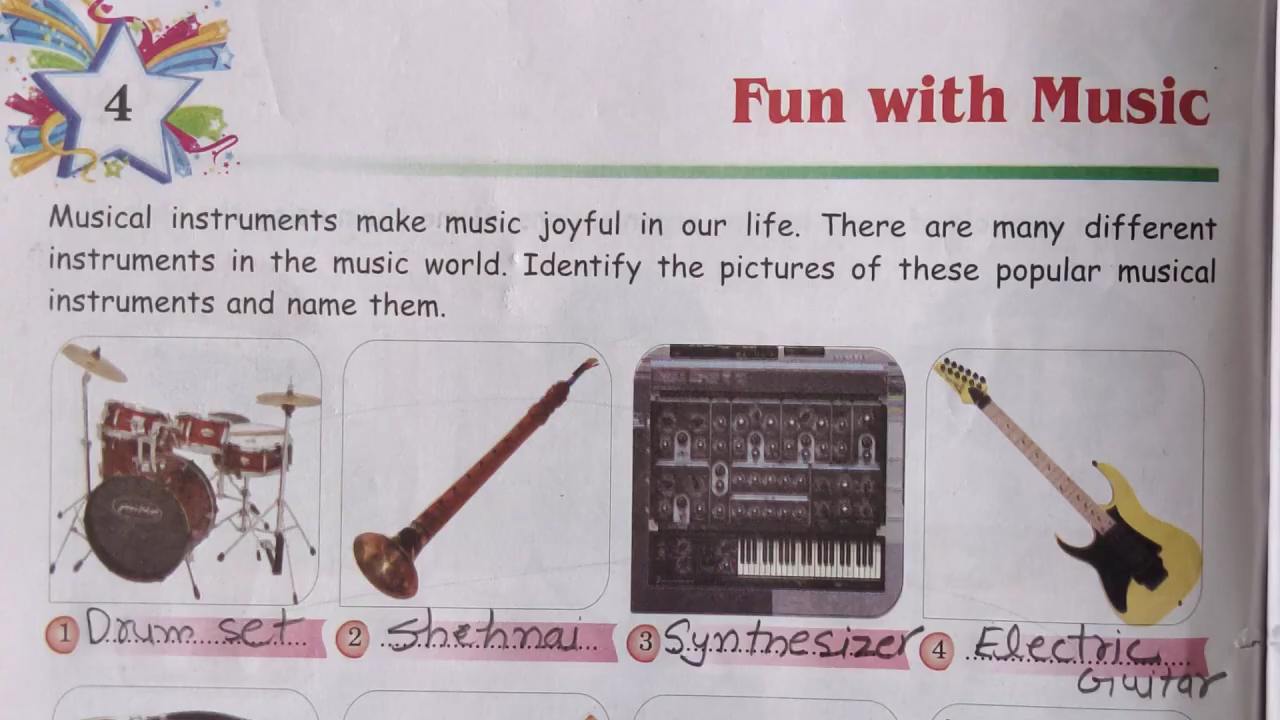 4
Fun with Music
Musical instruments make music joyful in our life. There are many different
instruments in the music world. Identify the pictures of these popular musical
instruments and name them.
1 Drum set 2 Shehnai 3 Synthesizer 4 Electric
Guitar